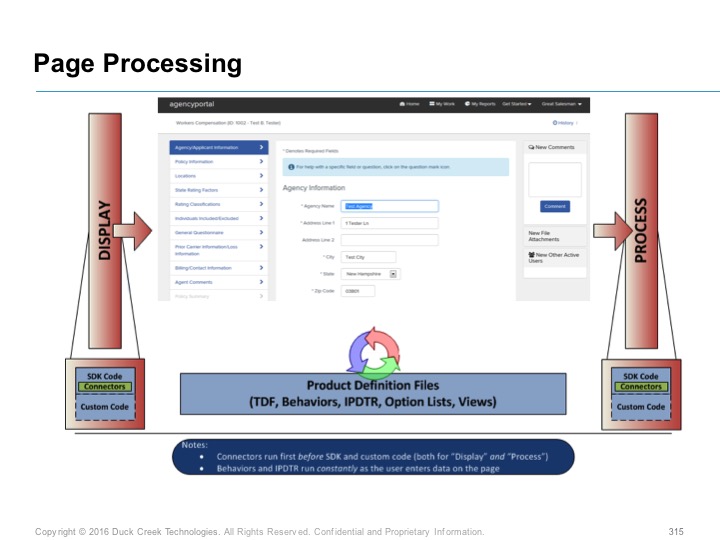 Page Processing
agencyportal
Home My Work My Reports Get Started Great Salesman
Workers Compensation (ID: 1002 - Test B. Tester)
History
Agency/Applicant Information
Policy Information
Locations
State Rating Factors
Rating Classifications
Individuals Included/Excluded
General Questionnaire
Prior Carrier Information/Loss
Information
Billing/Contact Information
Agent Comments
Policy Summary
* Denotes Required Fields
For help with a specific field or question, click on the question mark icon.
Agency Information
* Agency Name Test Agency
* Address Line 1 1 Tester Ln
Address Line 2
* City Test City
* State New Hampshire
* Zip Code
New Comments
Comment
New File
Attachments
New Other Active
Users
DISPLAY
PROCESS
SDK Code
Connectors
Custom Code
Product Definition Files
(TDF, Behaviors, IPDTR, Option Lists, Views)
SDK Code
Connectors
Custom Code
Notes:
• Connectors run first before SDK and custom code (both for "Display" and "Process")
• Behaviors and IPDTR run constantly as the user enters data on the page
Copyright © 2016 Duck Creek Technologies. All Rights Reserved. Confidential and Proprietary Information.
315